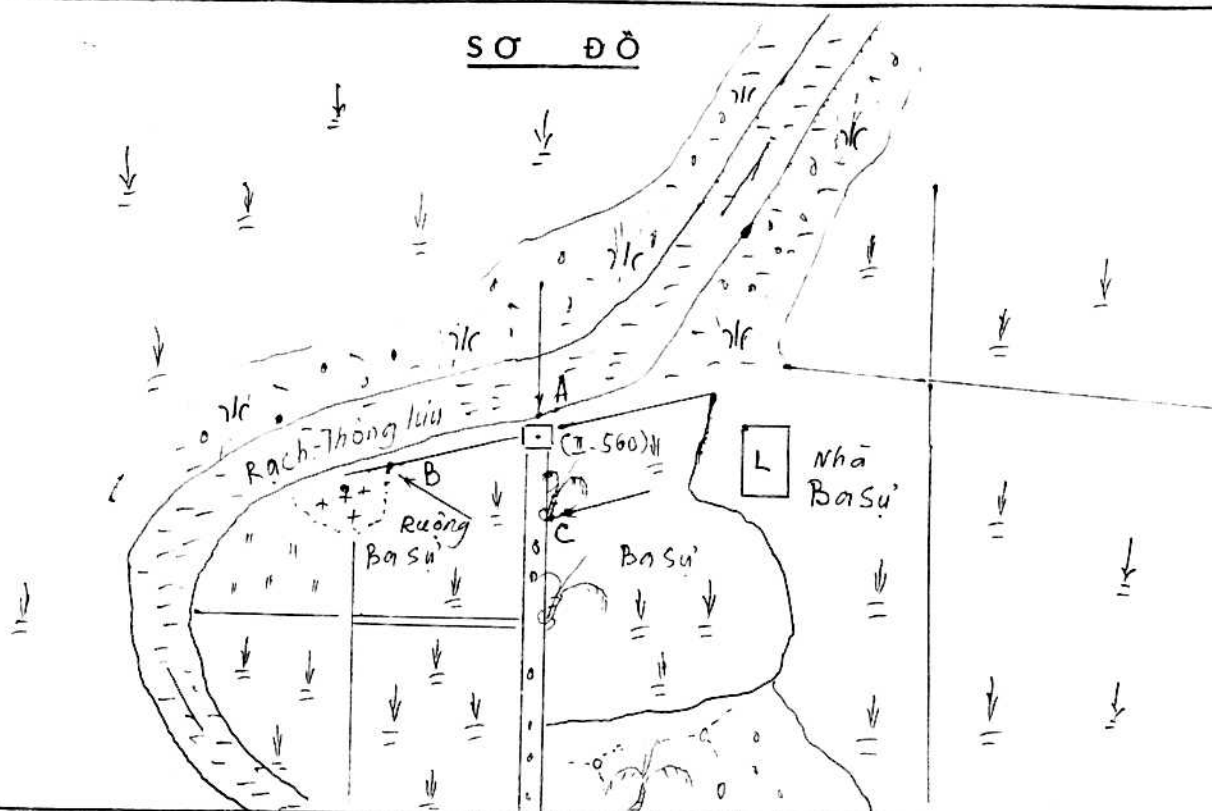 SƠ ĐỒ
A
Rạch-Thông lưu
(II-560)
B
L
Nhà
Ba Sự
C
Ruộng
Ba Sự
Ba Sự